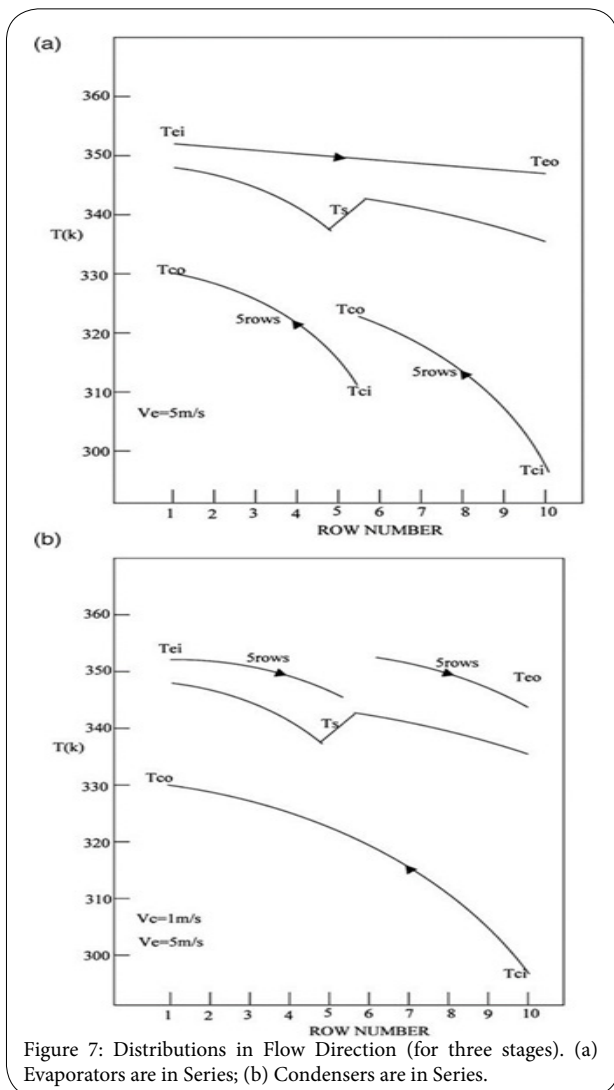 (a)
360
Tei
Teo
350
340
Ts
T(k)
330
Tco
Tco
320
5rows
5rows
310
Tci
Ve=5m/s
300
Tci
1 2 3 4 5 6 7 8 9 10
ROW NUMBER
(b)
360
Tei
5rows
5rows
350
Teo
340
Ts
T(k)
330
Tco
320
310
Vc=1m/s
Ve=5m/s
300
Tci
1 2 3 4 5 6 7 8 9 10
ROW NUMBER
Figure 7: Distributions in Flow Direction (for three stages). (a)
Evaporators are in Series; (b) Condensers are in Series.